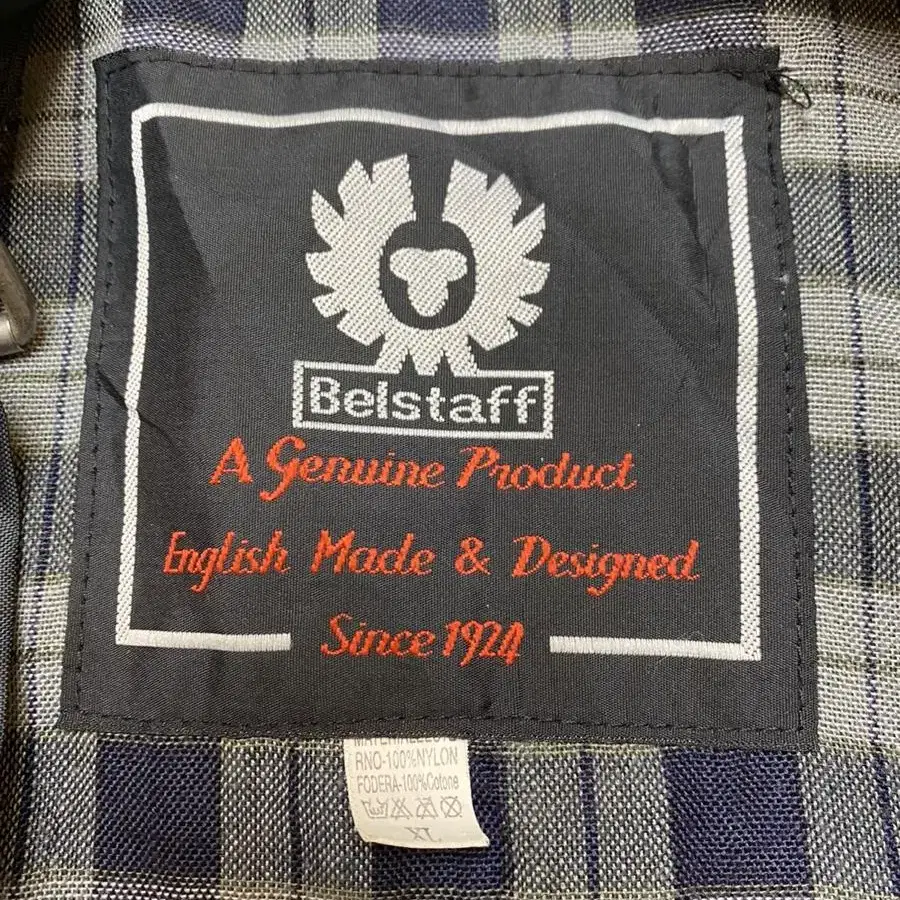 Belstaff
A Genuine Product
English Made & Designed
Since 1924
RNO-100%NYLON
FODERA-100%Cotone
XL